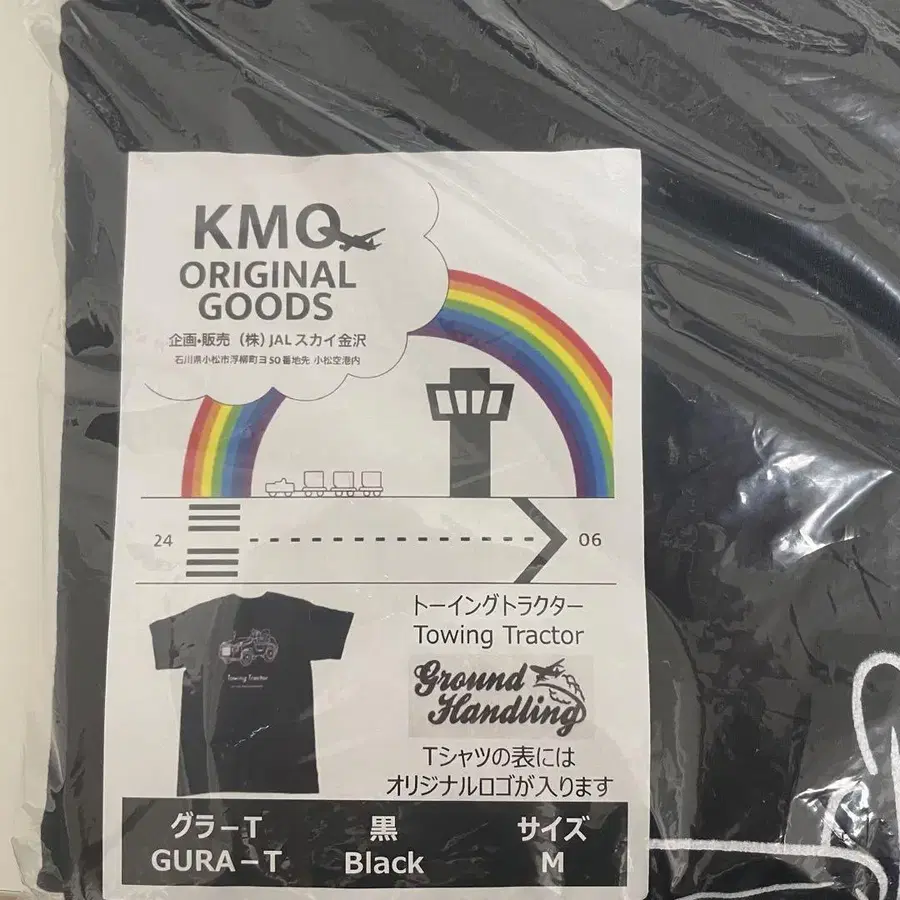 KMQ
ORIGINAL
GOODS
企画・販売（株）JALスカイ金沢
石川県小松市浮柳町ヨ50番地先 小松空港内
24
06
トーイングトラクター
Towing Tractor
Towing Tractor
Ground
Handling
Tシャツの表には
オリジナルロゴが入ります
グラーT 黒 サイズ
GURA－T Black M